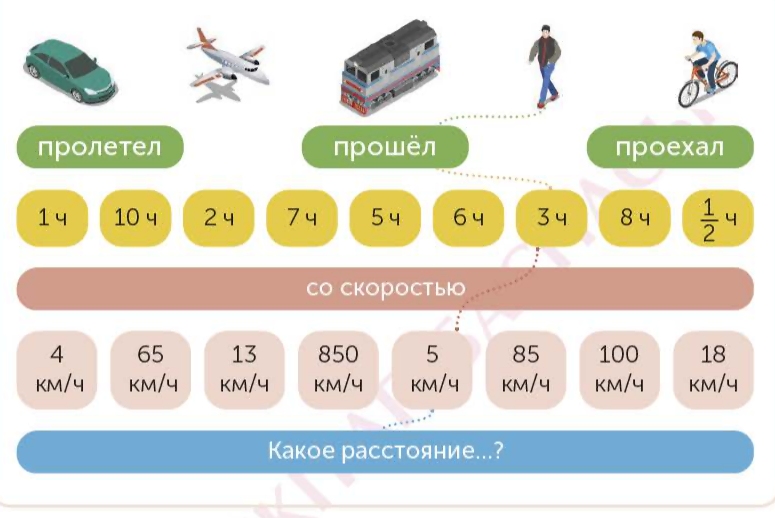 пролетел прошёл проехал
1 ч 10 ч 2 ч 7 ч 5 ч 6 ч 3 ч 8 ч 1/2 ч
со скоростью
4 65 13 850 5 85 100 18
км/ч км/ч км/ч км/ч км/ч км/ч км/ч км/ч
Какое расстояние...?